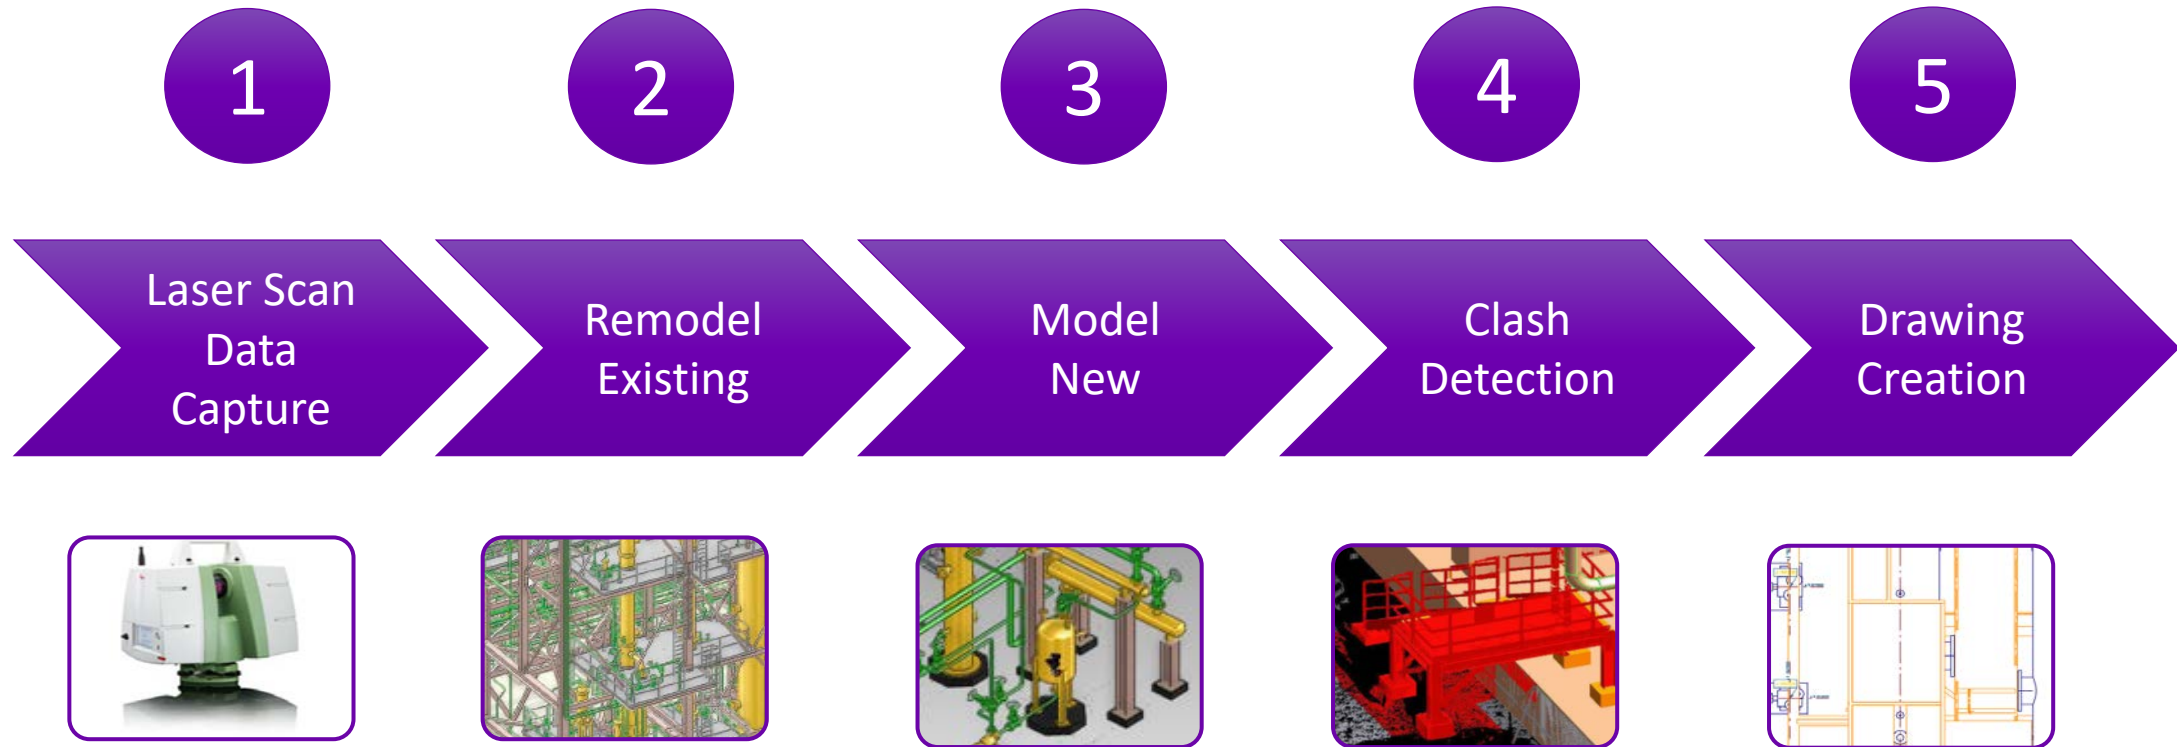 1
2
3
4
5
Laser Scan
Data
Capture
Remodel
Existing
Model
New
Clash
Detection
Drawing
Creation